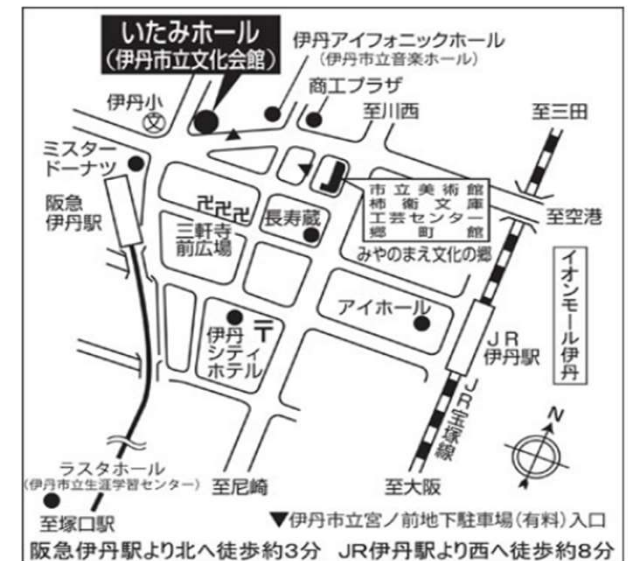 いたみホール
(伊丹市立文化会館)
伊丹アイフォニックホール
(伊丹市立音楽ホール)
商工プラザ
伊丹小
文
至川西
至三田
ミスター
ドーナツ
阪急
伊丹駅
市立美術館
柿衞文庫
工芸センター
郷町館
みやのまえ文化の郷
至空港
卍卍卍
三軒寺
前広場
長寿蔵
イオンモール伊丹
アイホール
伊丹
シティ
ホテル
〒
JR
伊丹駅
JR宝塚線
N
ラスタホール
(伊丹市立生涯学習センター)
至尼崎
至大阪
至塚口駅
▼伊丹市立宮ノ前地下駐車場(有料)入口
阪急伊丹駅より北へ徒歩約3分 JR伊丹駅より西へ徒歩約8分